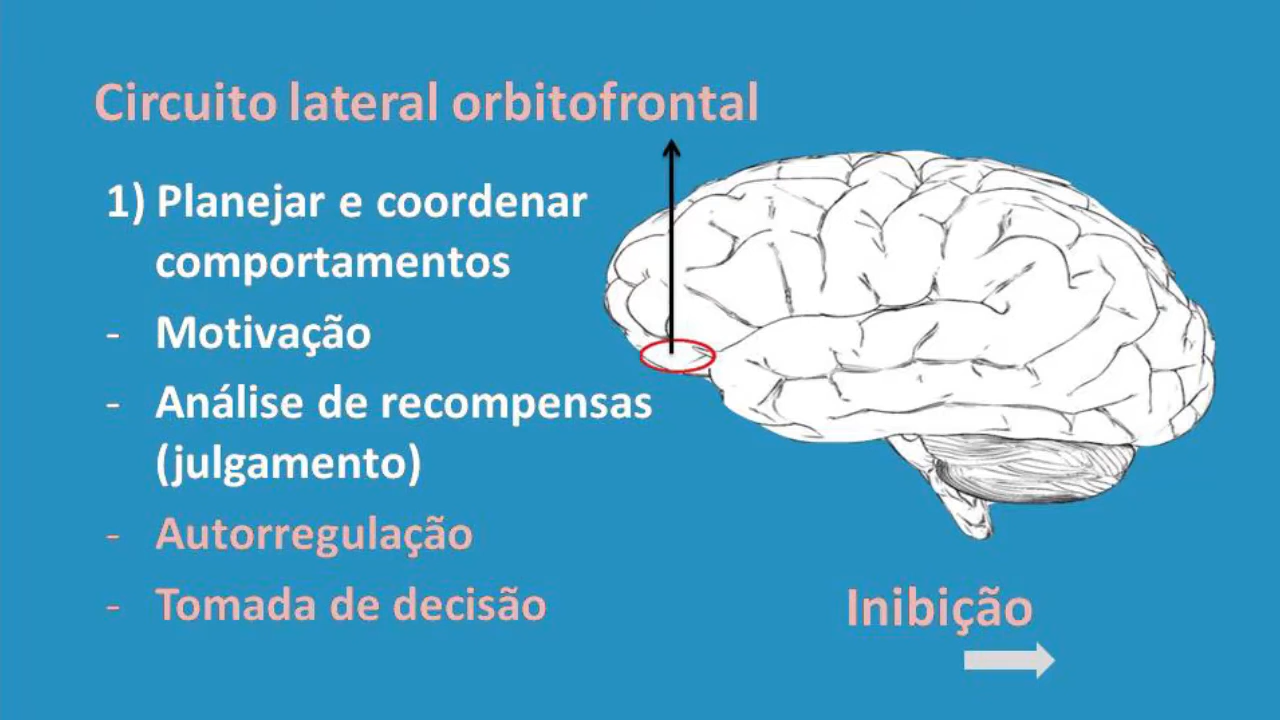 Circuito lateral orbitofrontal
1) Planejar e coordenar
comportamentos
- Motivação
- Análise de recompensas
(julgamento)
- Autorregulação
- Tomada de decisão
Inibição